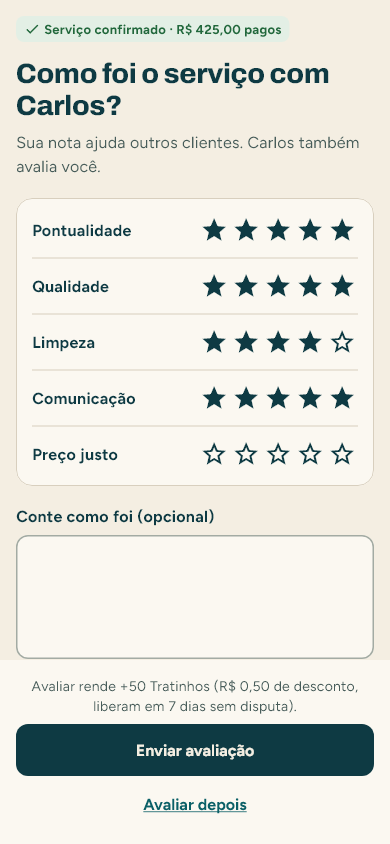 Serviço confirmado · R$ 425,00 pagos
Como foi o serviço com
Carlos?
Sua nota ajuda outros clientes. Carlos também
avalia você.
Pontualidade
Qualidade
Limpeza
Comunicação
Preço justo
Conte como foi (opcional)
Avaliar rende +50 Tratinhos (R$ 0,50 de desconto,
liberam em 7 dias sem disputa).
Enviar avaliação
Avaliar depois